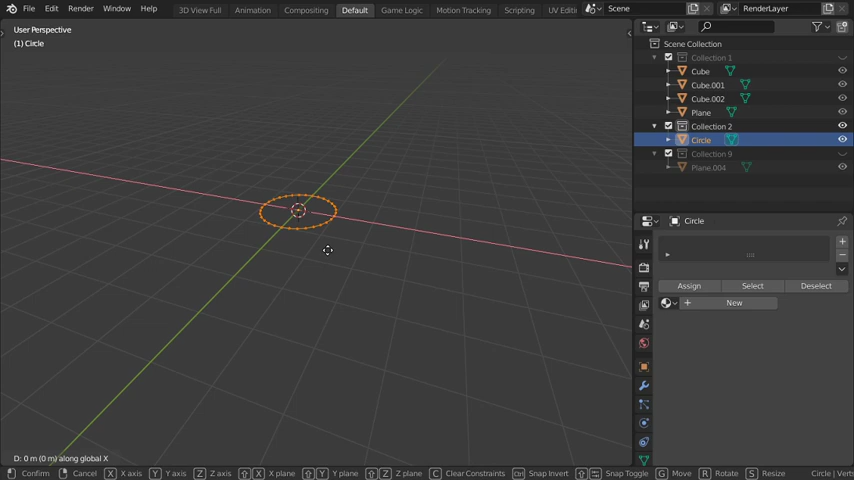 File Edit Render Window Help 3D View Full Animation Compositing Default Game Logic Motion Tracking Scripting UV Editi Scene RenderLayer
User Perspective
(1) Circle
Scene Collection
Collection 1
Cube
Cube.001
Cube.002
Plane
Collection 2
Circle
Collection 9
Plane.004
Circle
Assign Select Deselect
New
D: 0 m (0 m) along global X
Confirm Cancel X X axis Y Y axis Z Z axis X X plane Y Y plane Z Z plane C Clear Constraints Ctrl Snap Invert Snap Toggle G Move R Rotate S Resize Circle | Verts